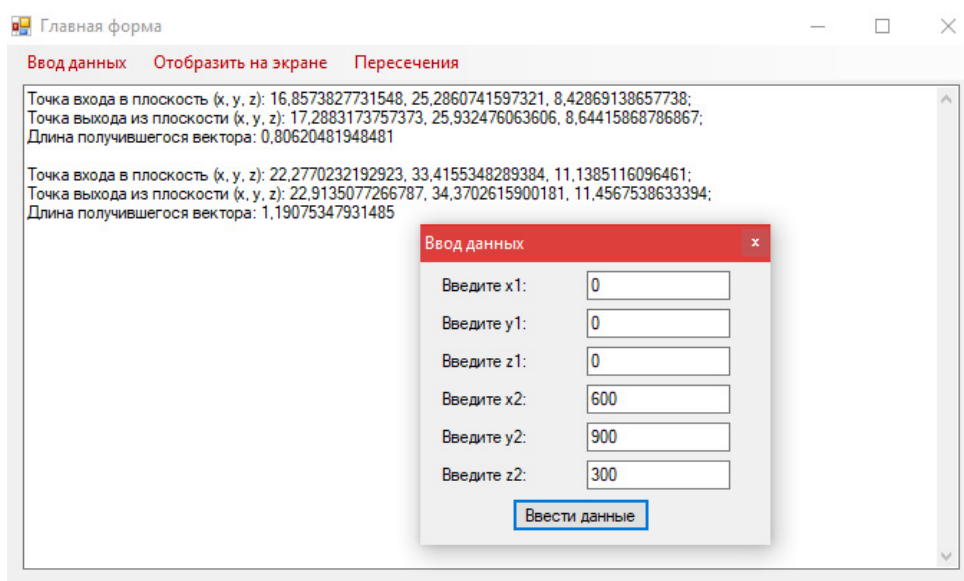 Главная форма
Ввод данных Отобразить на экране Пересечения
Точка входа в плоскость (x, y, z): 16,8573827731548, 25,2860741597321, 8,42869138657738;
Точка выхода из плоскости (x, y, z): 17,2883173757373, 25,932476063606, 8,64415868786867;
Длина получившегося вектора: 0,80620481948481
Точка входа в плоскость (x, y, z): 22,2770232192923, 33,4155348289384, 11,1385116096461;
Точка выхода из плоскости (x, y, z): 22,9135077266787, 34,3702615900181, 11,4567538633394;
Длина получившегося вектора: 1,19075347931485
Ввод данных x
Введите x1: 0
Введите y1: 0
Введите z1: 0
Введите x2: 600
Введите y2: 900
Введите z2: 300
Ввести данные